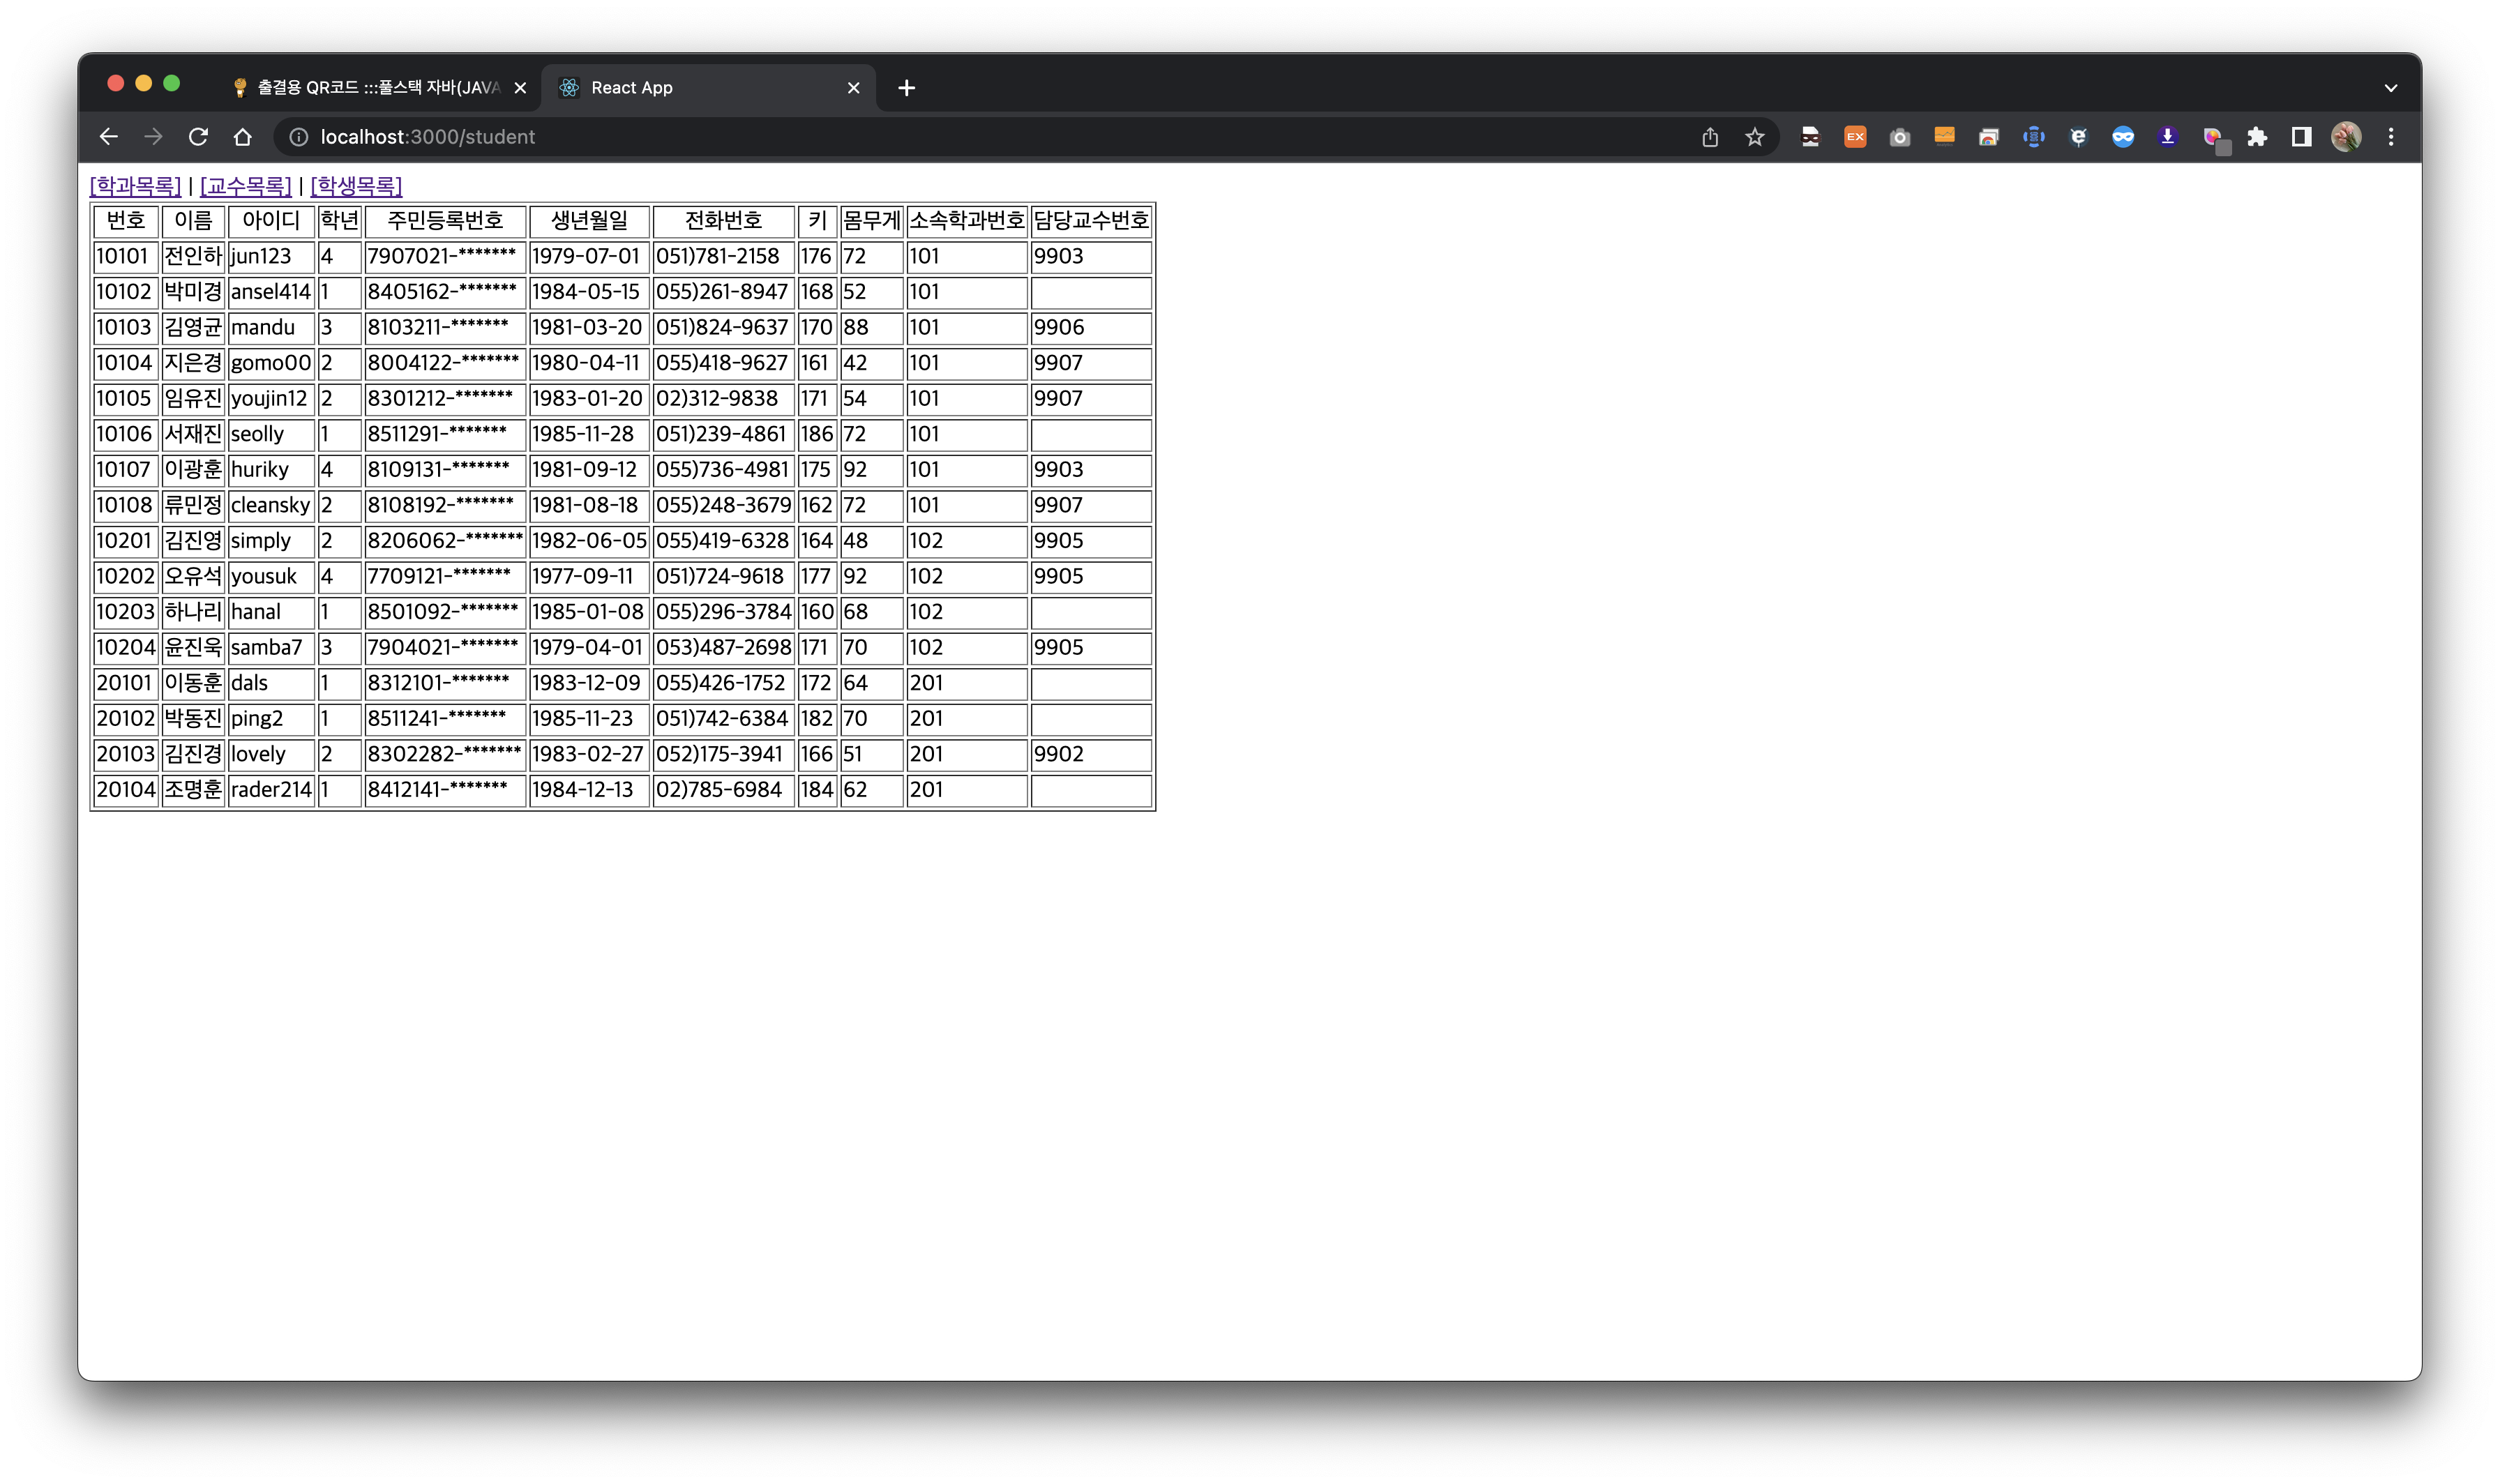 출결용 QR코드 :::풀스택 자바(JAVA
React App
localhost:3000/student
EX
[학과목록] | [교수목록] | [학생목록]
번호 이름 아이디 학년 주민등록번호 생년월일 전화번호 키 몸무게 소속학과번호 담당교수번호
10101 전인하 jun123 4 7907021-******* 1979-07-01 051)781-2158 176 72 101 9903
10102 박미경 ansel414 1 8405162-******* 1984-05-15 055)261-8947 168 52 101
10103 김영균 mandu 3 8103211-******* 1981-03-20 051)824-9637 170 88 101 9906
10104 지은경 gomo00 2 8004122-******* 1980-04-11 055)418-9627 161 42 101 9907
10105 임유진 youjin12 2 8301212-******* 1983-01-20 02)312-9838 171 54 101 9907
10106 서재진 seolly 1 8511291-******* 1985-11-28 051)239-4861 186 72 101
10107 이광훈 huriky 4 8109131-******* 1981-09-12 055)736-4981 175 92 101 9903
10108 류민정 cleansky 2 8108192-******* 1981-08-18 055)248-3679 162 72 101 9907
10201 김진영 simply 2 8206062-******* 1982-06-05 055)419-6328 164 48 102 9905
10202 오유석 yousuk 4 7709121-******* 1977-09-11 051)724-9618 177 92 102 9905
10203 하나리 hanal 1 8501092-******* 1985-01-08 055)296-3784 160 68 102
10204 윤진욱 samba7 3 7904021-******* 1979-04-01 053)487-2698 171 70 102 9905
20101 이동훈 dals 1 8312101-******* 1983-12-09 055)426-1752 172 64 201
20102 박동진 ping2 1 8511241-******* 1985-11-23 051)742-6384 182 70 201
20103 김진경 lovely 2 8302282-******* 1983-02-27 052)175-3941 166 51 201 9902
20104 조명훈 rader214 1 8412141-******* 1984-12-13 02)785-6984 184 62 201